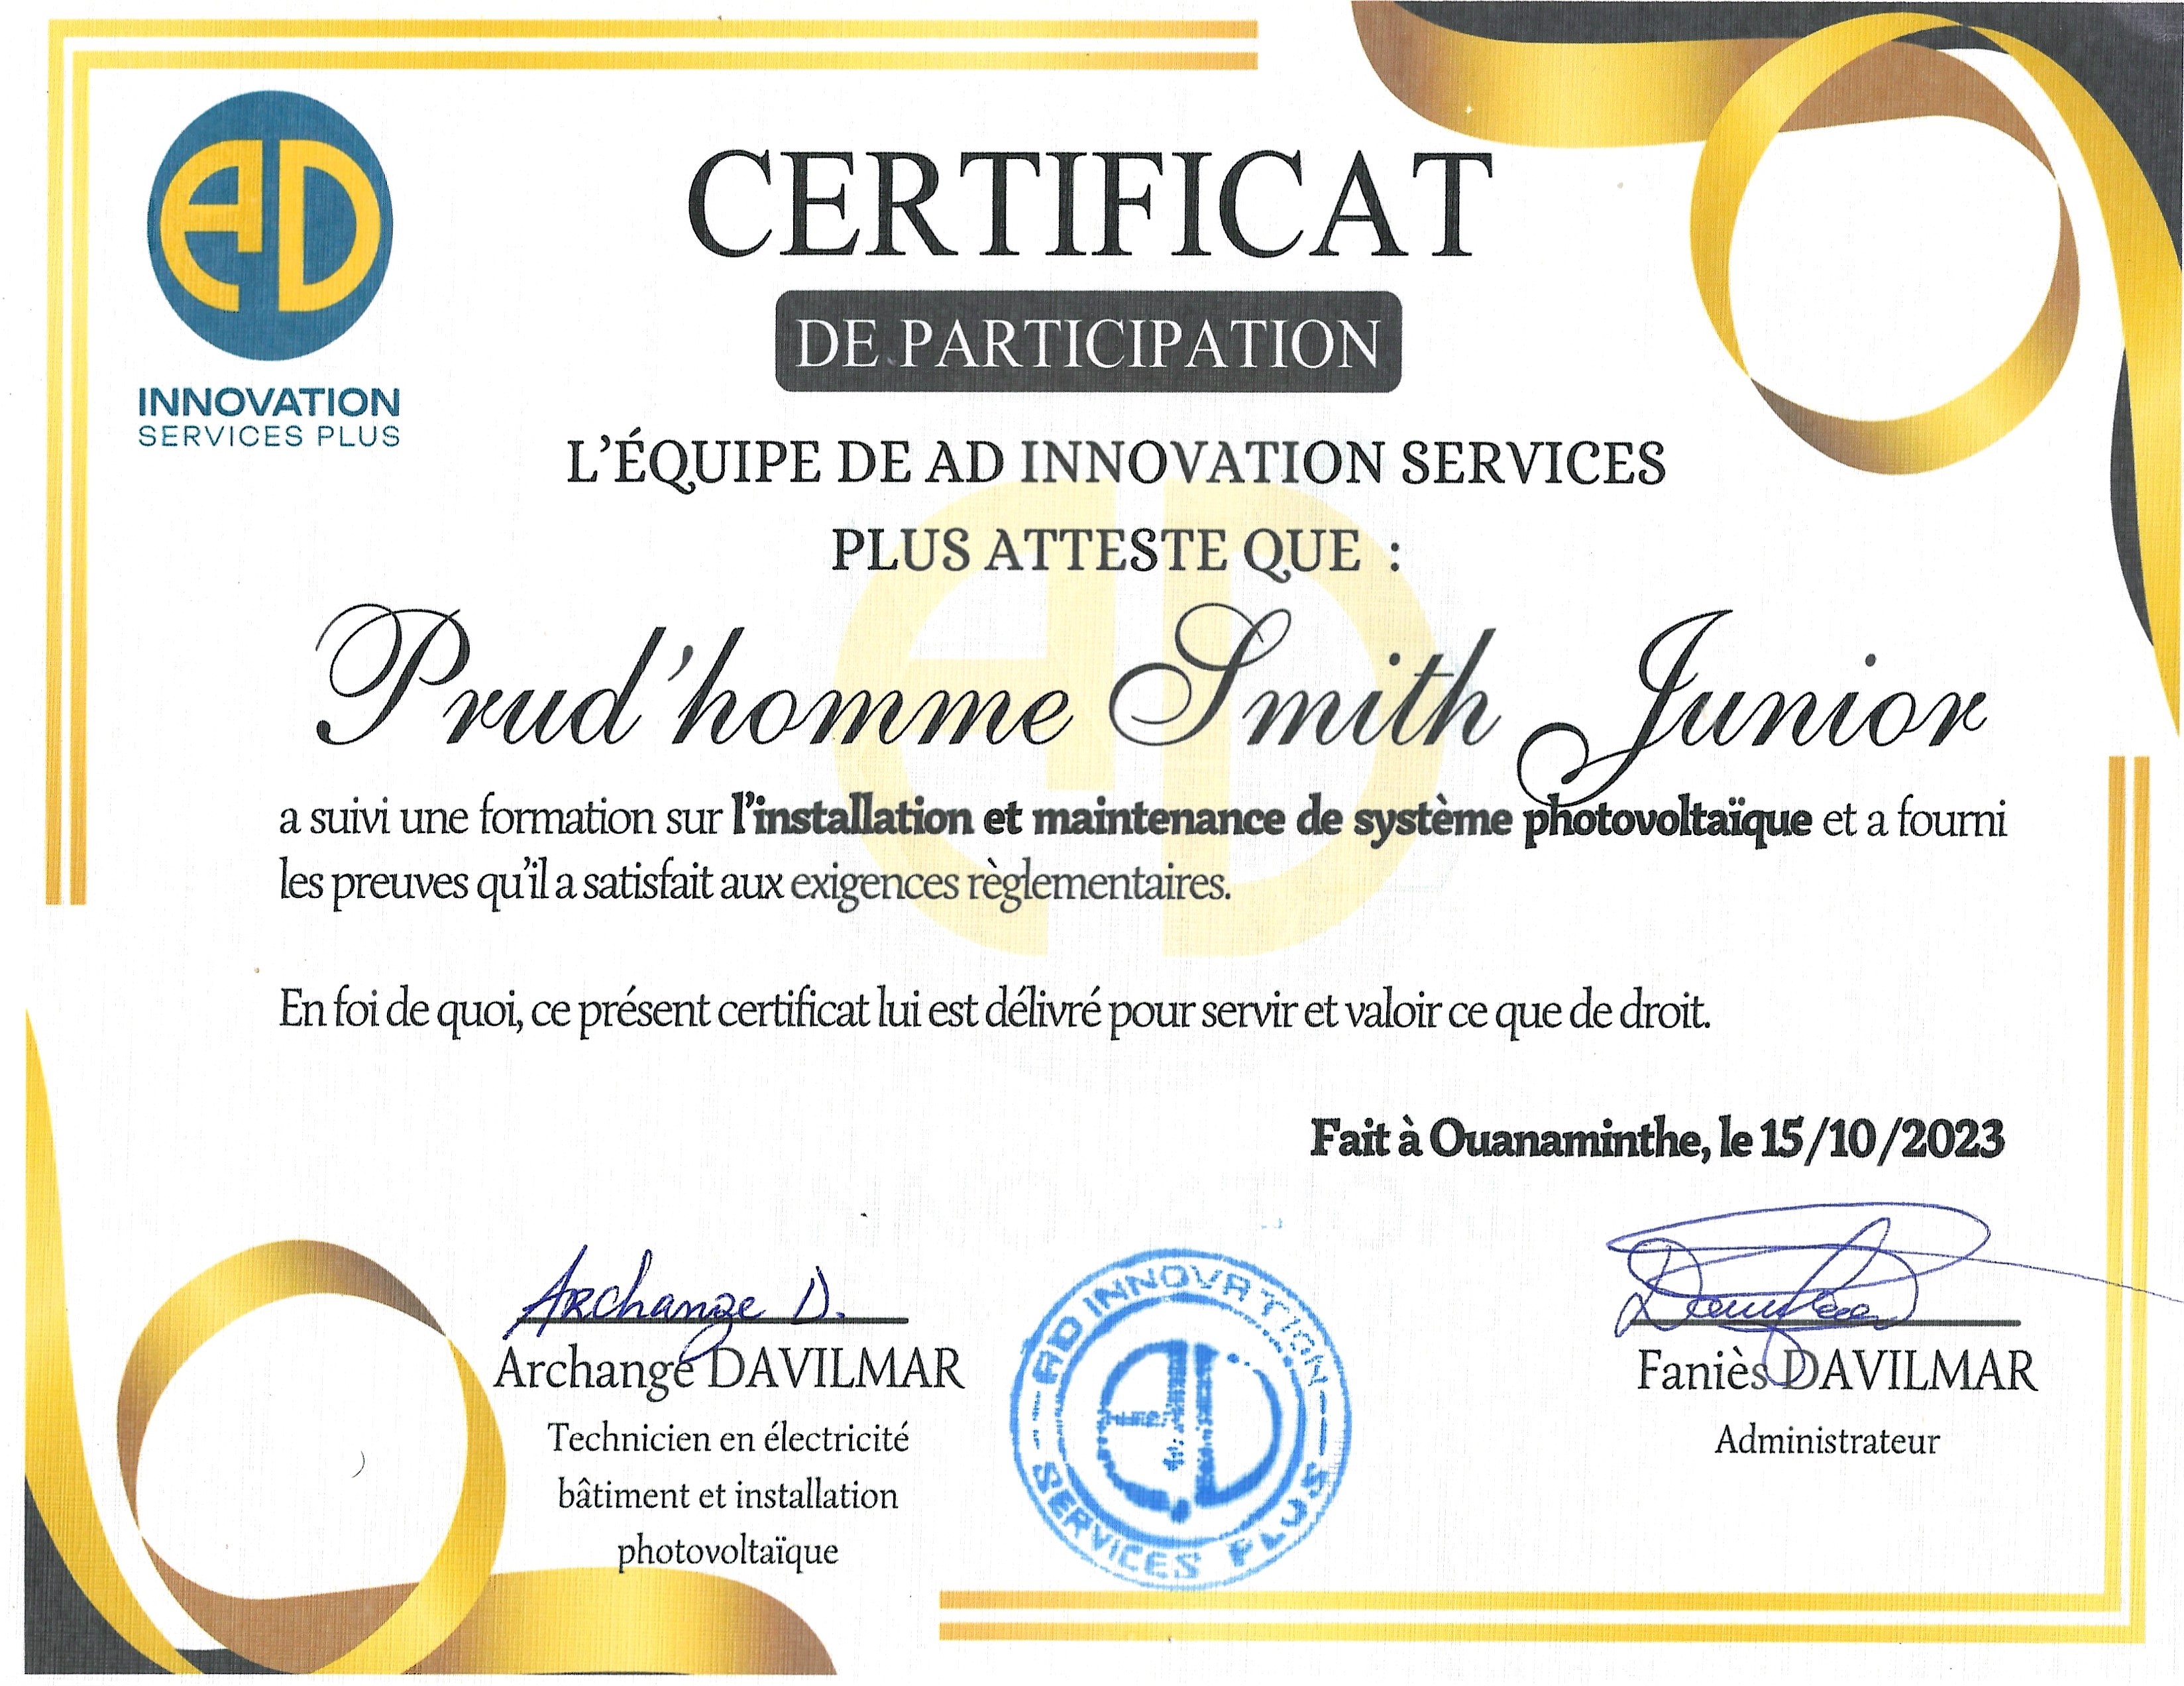 AD
INNOVATION
SERVICES PLUS
CERTIFICAT
DE PARTICIPATION
L'ÉQUIPE DE AD INNOVATION SERVICES
PLUS ATTESTE QUE :
Prud'homme Smith Junior
a suivi une formation sur l'installation et maintenance de système photovoltaïque et a fourni
les preuves qu'il a satisfait aux exigences règlementaires.
En foi de quoi, ce présent certificat lui est délivré pour servir et valoir ce que de droit.
Fait à Ouanaminthe, le 15/10/2023
Archange D.
Archange DAVILMAR
Technicien en électricité
bâtiment et installation
photovoltaïque
AD INNOVATION
AD
SERVICES PLUS
Faniès DAVILMAR
Administrateur